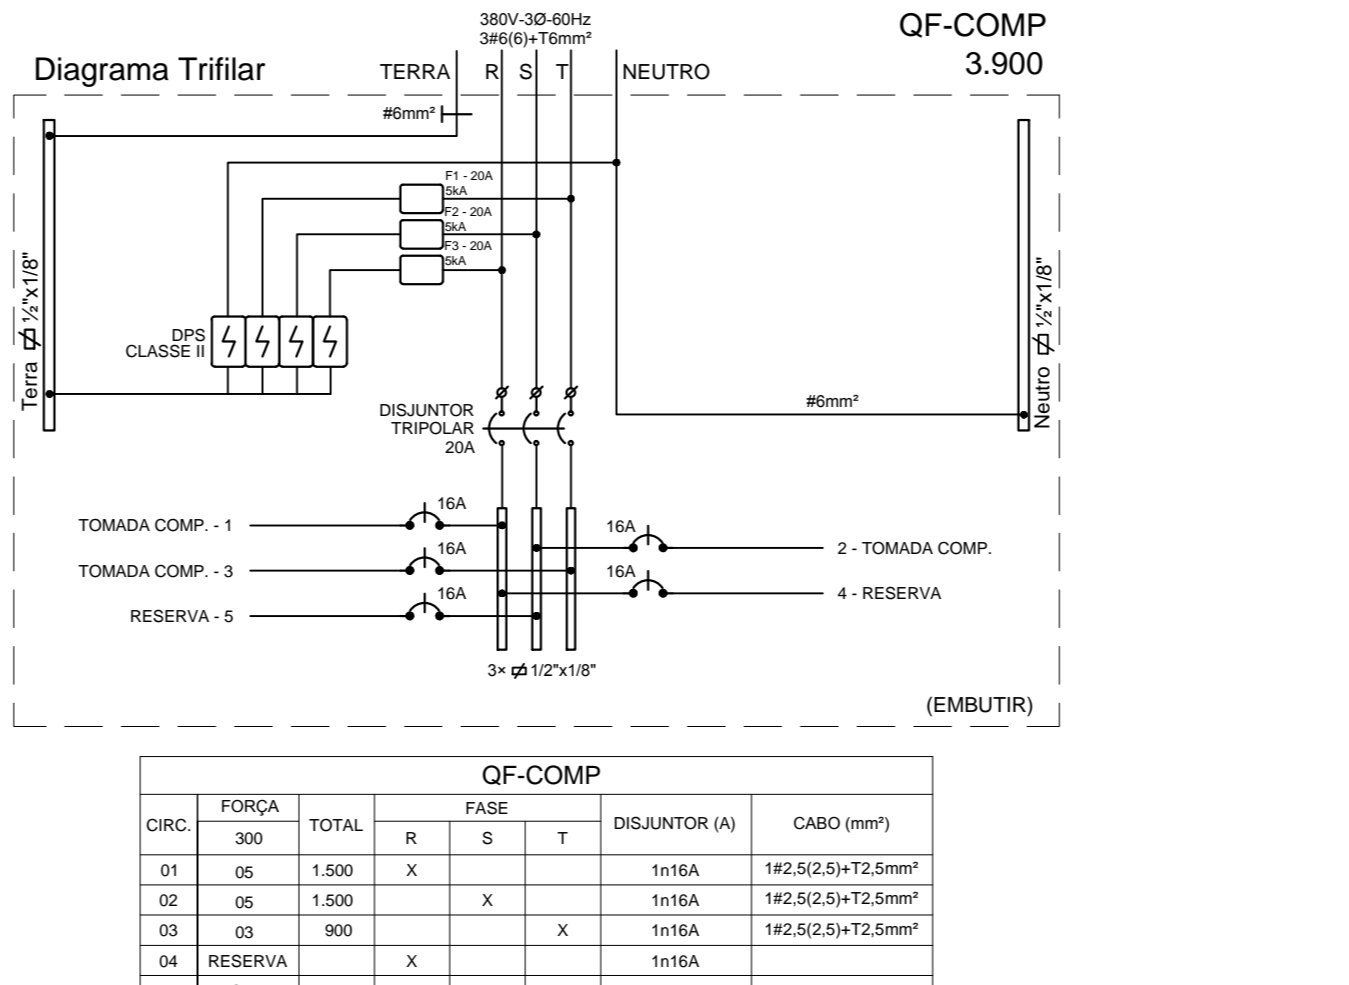 380V-3Ø-60Hz
3#6(6)+T6mm²
QF-COMP
3.900
Diagrama Trifilar
TERRA R S T NEUTRO
#6mm²
F1 - 20A
5kA
F2 - 20A
5kA
F3 - 20A
5kA
Terra ½"x1/8"
Neutro ½"x1/8"
DPS
CLASSE II
#6mm²
DISJUNTOR
TRIPOLAR
20A
16A
TOMADA COMP. - 1
16A
2 - TOMADA COMP.
16A
TOMADA COMP. - 3
16A
4 - RESERVA
16A
RESERVA - 5
3× 1/2"x1/8"
(EMBUTIR)
QF-COMP
CIRC. FORÇA TOTAL FASE DISJUNTOR (A) CABO (mm²)
300 R S T
01 05 1.500 X 1n16A 1#2,5(2,5)+T2,5mm²
02 05 1.500 X 1n16A 1#2,5(2,5)+T2,5mm²
03 03 900 X 1n16A 1#2,5(2,5)+T2,5mm²
04 RESERVA X 1n16A